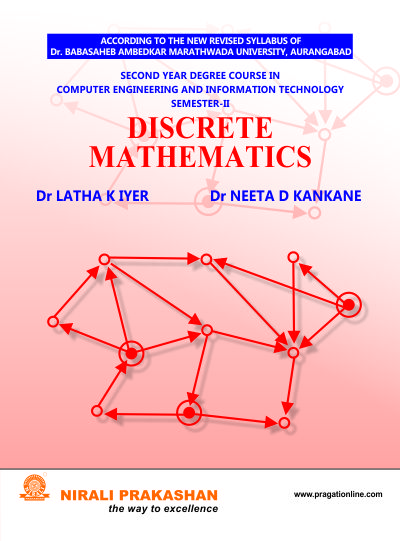 ACCORDING TO THE NEW REVISED SYLLABUS OF
Dr. BABASAHEB AMBEDKAR MARATHWADA UNIVERSITY, AURANGABAD
SECOND YEAR DEGREE COURSE IN
COMPUTER ENGINEERING AND INFORMATION TECHNOLOGY
SEMESTER-II
DISCRETE
MATHEMATICS
Dr LATHA K IYER Dr NEETA D KANKANE
NIRALI PRAKASHAN
the way to excellence
www.pragationline.com